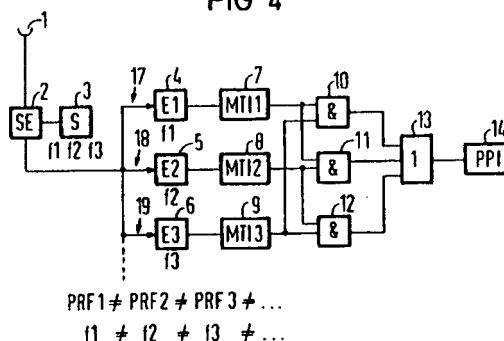 FIG 4
1
2 3 17 4 7 10
SE S E1 MTI1 &
f1 f2 f3 f1
18 5 8 11 13 14
E2 MTI2 & 1 PPI
f2
19 6 9 12
E3 MTI3 &
f3
PRF1 ≠ PRF2 ≠ PRF3 ≠ ...
f1 ≠ f2 ≠ f3 ≠ ...